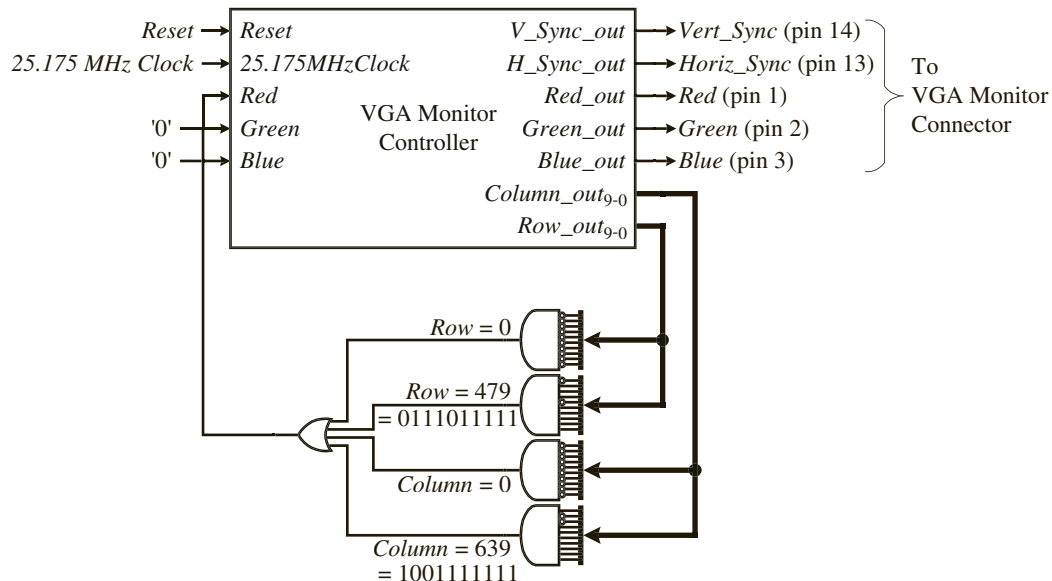 Reset
Reset
V_Sync_out
Vert_Sync (pin 14)
25.175 MHz Clock
25.175MHzClock
H_Sync_out
Horiz_Sync (pin 13)
Red
Red_out
Red (pin 1)
'0'
Green
Green_out
Green (pin 2)
'0'
Blue
Blue_out
Blue (pin 3)
VGA Monitor
Controller
To
VGA Monitor
Connector
Column_out9-0
Row_out9-0
Row = 0
Row = 479
= 0111011111
Column = 0
Column = 639
= 1001111111